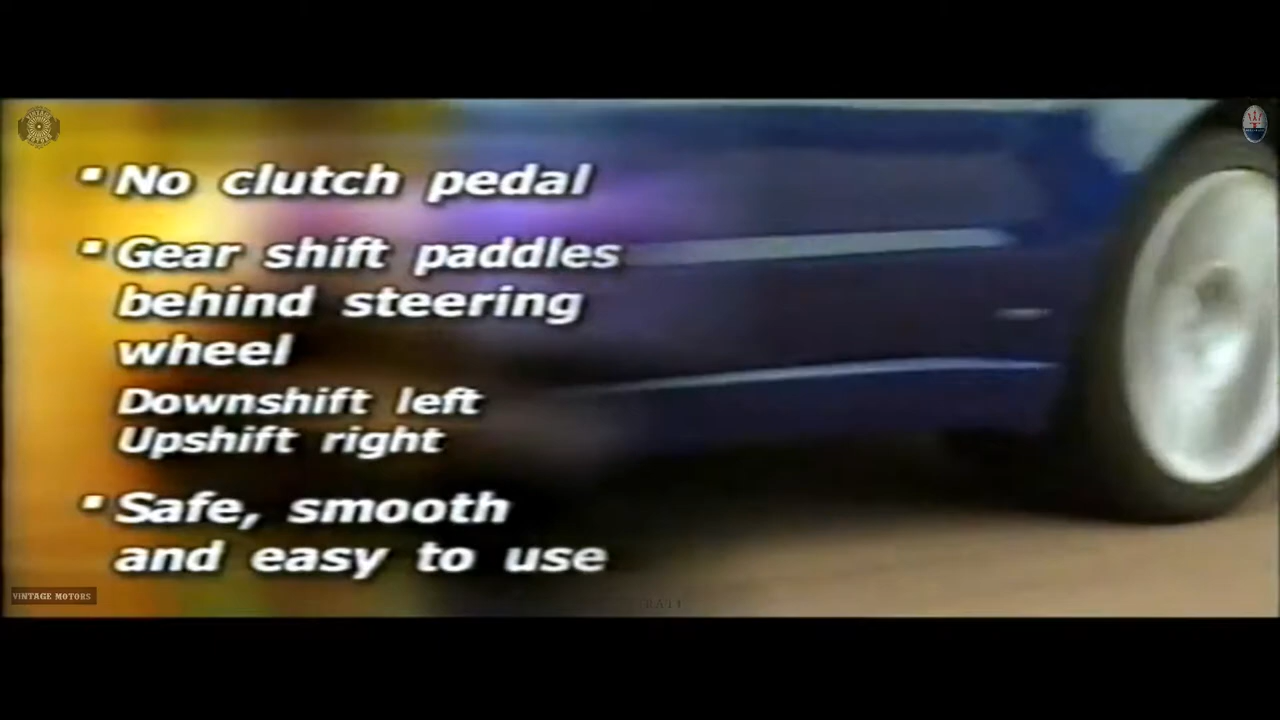 ▪ No clutch pedal
▪ Gear shift paddles
behind steering
wheel
Downshift left
Upshift right
▪ Safe, smooth
and easy to use
VINTAGE MOTORS